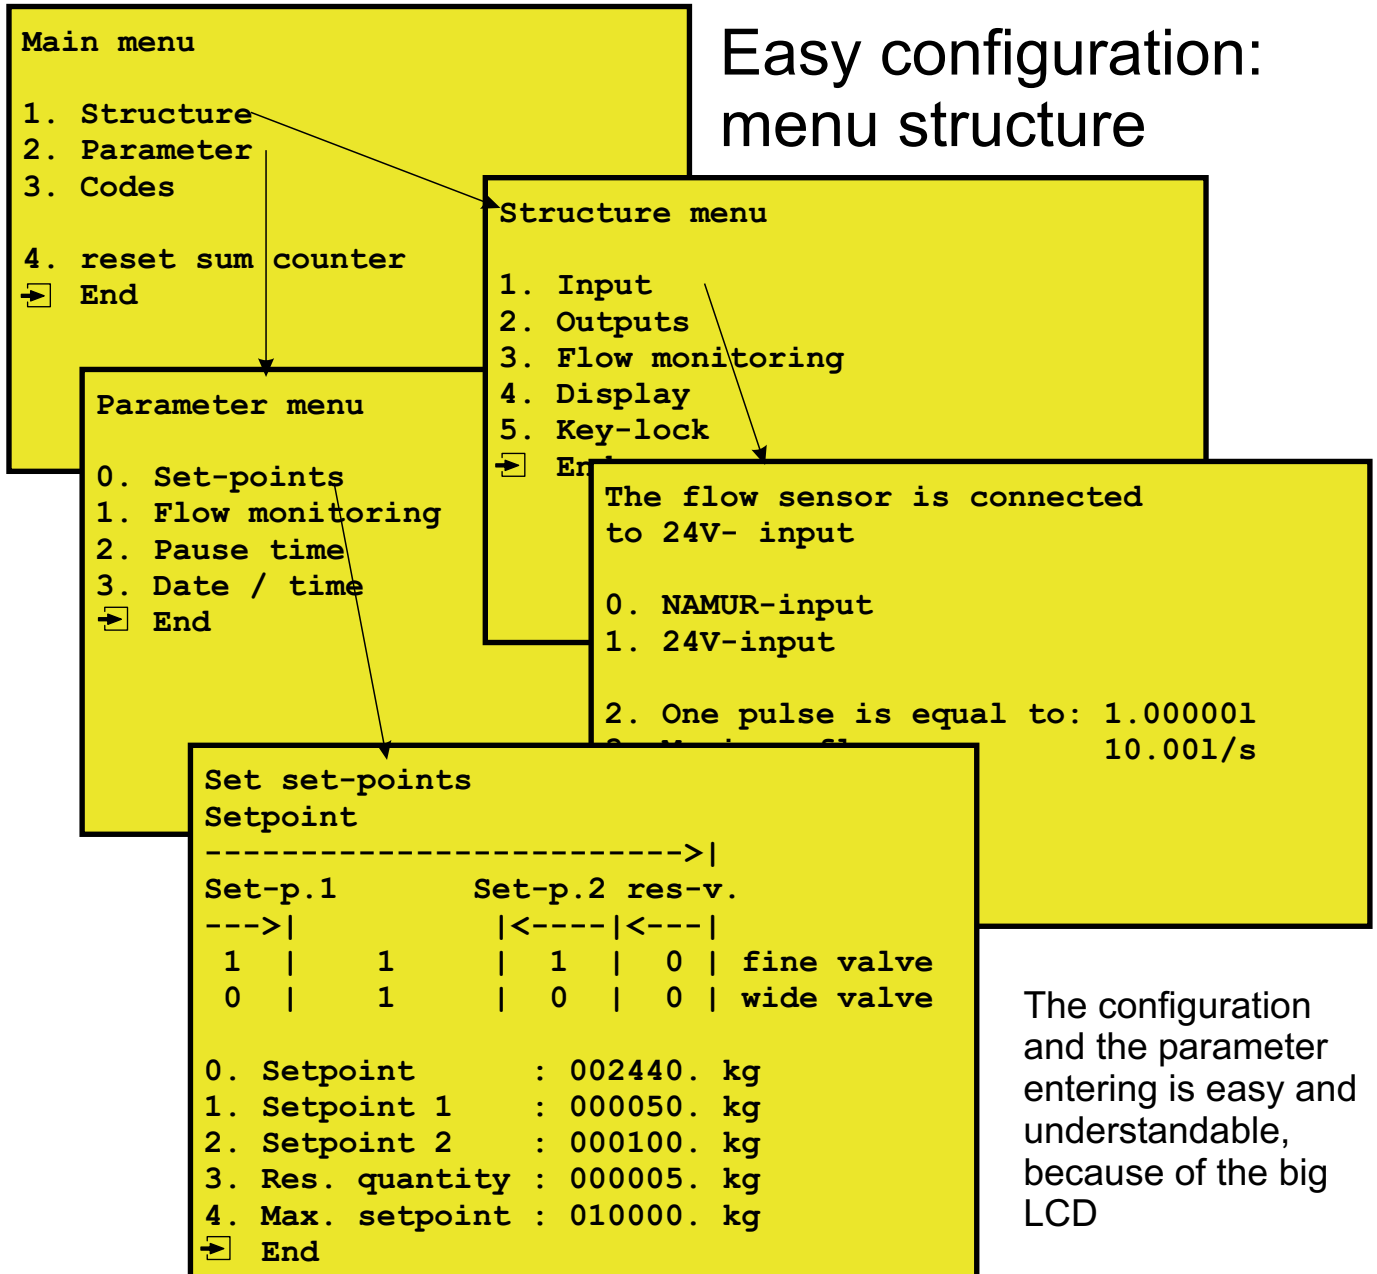 Easy configuration:
menu structure
Main menu
1. Structure
2. Parameter
3. Codes
4. reset sum counter
End
Structure menu
1. Input
2. Outputs
3. Flow monitoring
4. Display
5. Key-lock
Parameter menu
0. Set-points
1. Flow monitoring
2. Pause time
3. Date / time
End
The flow sensor is connected
to 24V- input
0. NAMUR-input
1. 24V-input
2. One pulse is equal to: 1.00000l
10.00l/s
Set set-points
Setpoint
------------------------->|
Set-p.1 Set-p.2 res-v.
--->| |<----|<---|
1 | 1 | 1 | 0 | fine valve
0 | 1 | 0 | 0 | wide valve
0. Setpoint : 002440. kg
1. Setpoint 1 : 000050. kg
2. Setpoint 2 : 000100. kg
3. Res. quantity : 000005. kg
4. Max. setpoint : 010000. kg
End
The configuration
and the parameter
entering is easy and
understandable,
because of the big
LCD